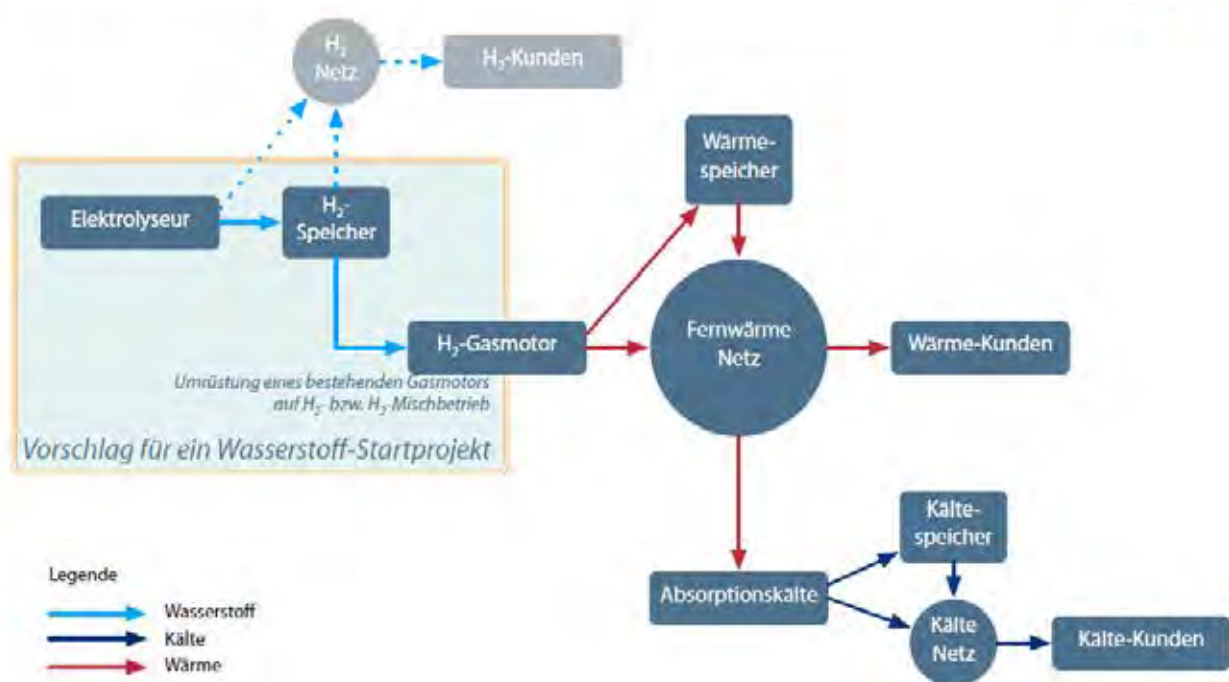 H₂
Netz
H₂-Kunden
Wärme-
speicher
Elektrolyseur
H₂-
Speicher
Fernwärme
Netz
H₂-Gasmotor
Wärme-Kunden
Umrüstung eines bestehenden Gasmotors
auf H₂- bzw. H₂-Mischbetrieb
Vorschlag für ein Wasserstoff-Startprojekt
Kälte-
speicher
Absorptionskälte
Kälte
Netz
Kälte-Kunden
Legende
Wasserstoff
Kälte
Wärme